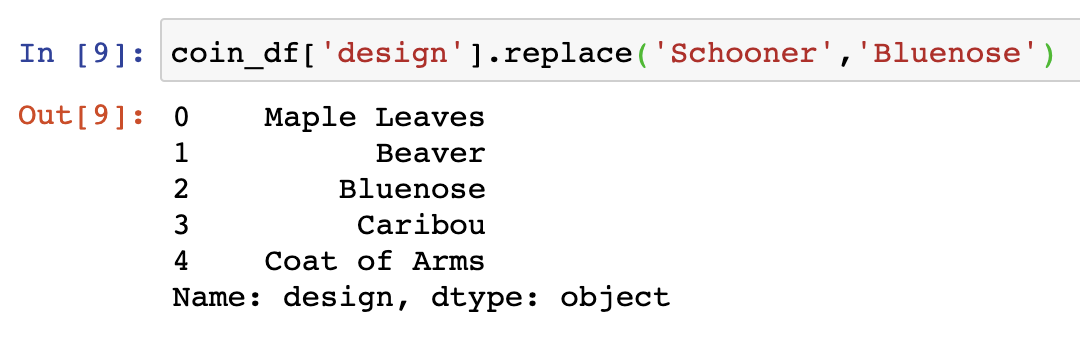 In [9]: coin_df['design'].replace('Schooner','Bluenose')
Out[9]: 0    Maple Leaves
1          Beaver
2        Bluenose
3         Caribou
4    Coat of Arms
Name: design, dtype: object